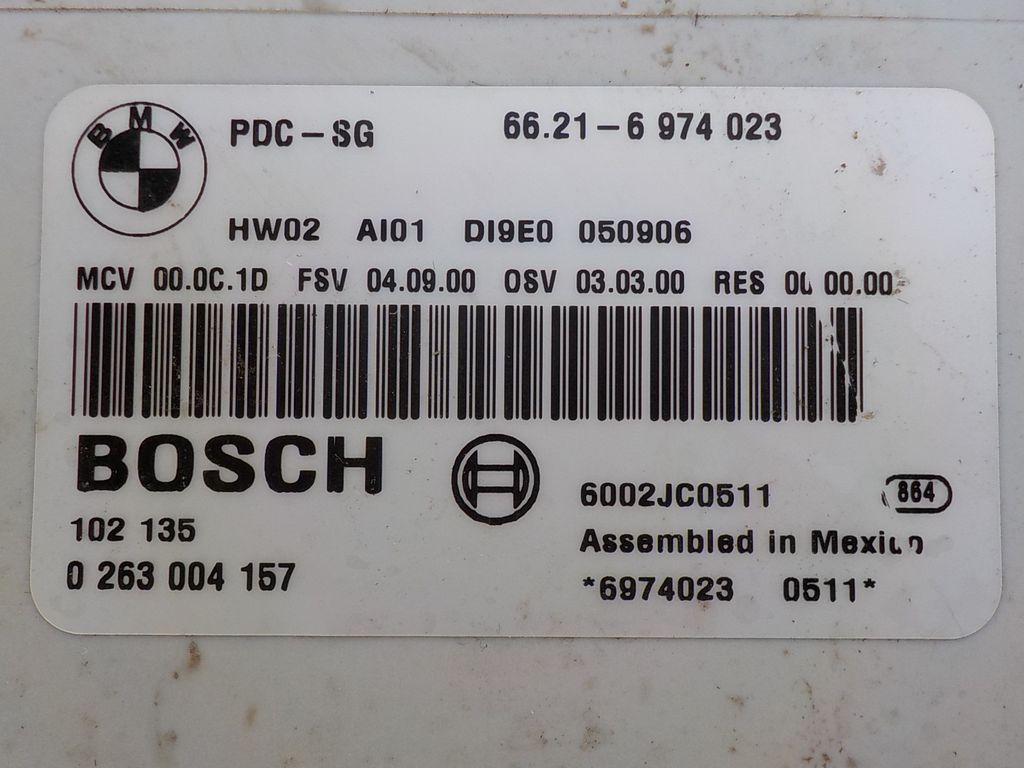 BMW
PDC-SG 66.21-6 974 023
HW02 AI01 DI9E0 050906
MCV 00.0C.1D FSV 04.09.00 OSV 03.03.00 RES 00.00.00
BOSCH
6002JC0511 864
102 135
Assembled in Mexico
0 263 004 157
*6974023 0511*